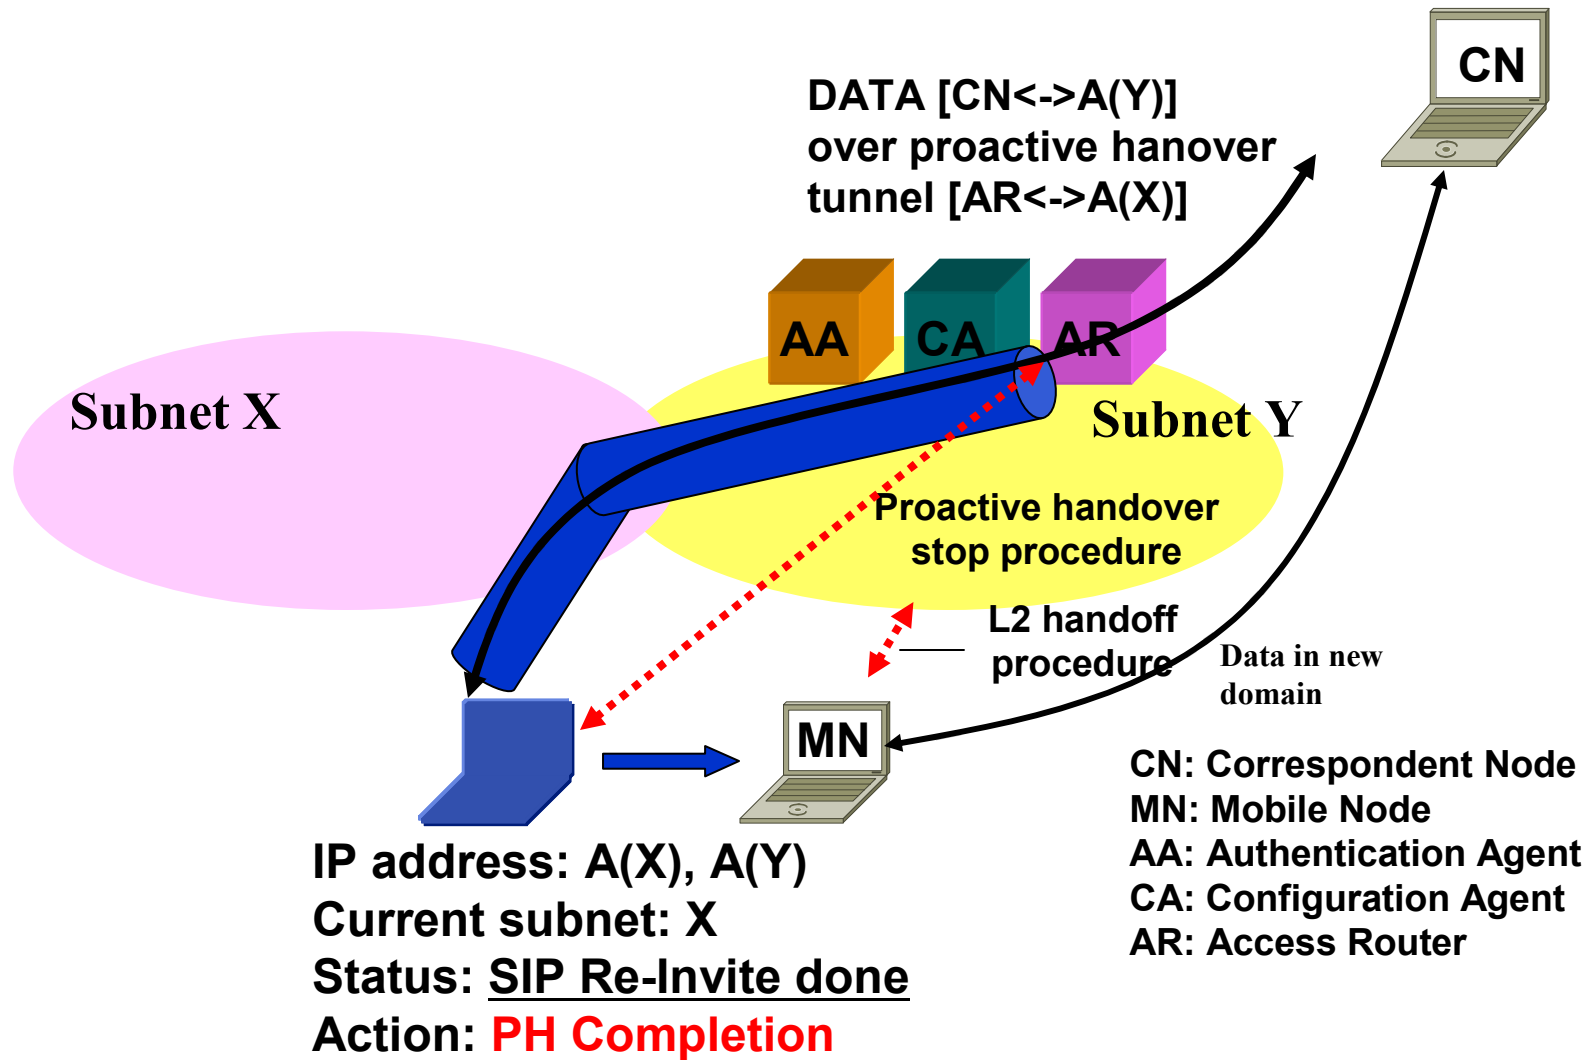 CN
DATA [CN<->A(Y)]
over proactive hanover
tunnel [AR<->A(X)]
AA
CA
AR
Subnet X
Subnet Y
Proactive handover
stop procedure
L2 handoff
procedure
Data in new
domain
MN
IP address: A(X), A(Y)
Current subnet: X
Status: SIP Re-Invite done
Action: PH Completion
CN: Correspondent Node
MN: Mobile Node
AA: Authentication Agent
CA: Configuration Agent
AR: Access Router